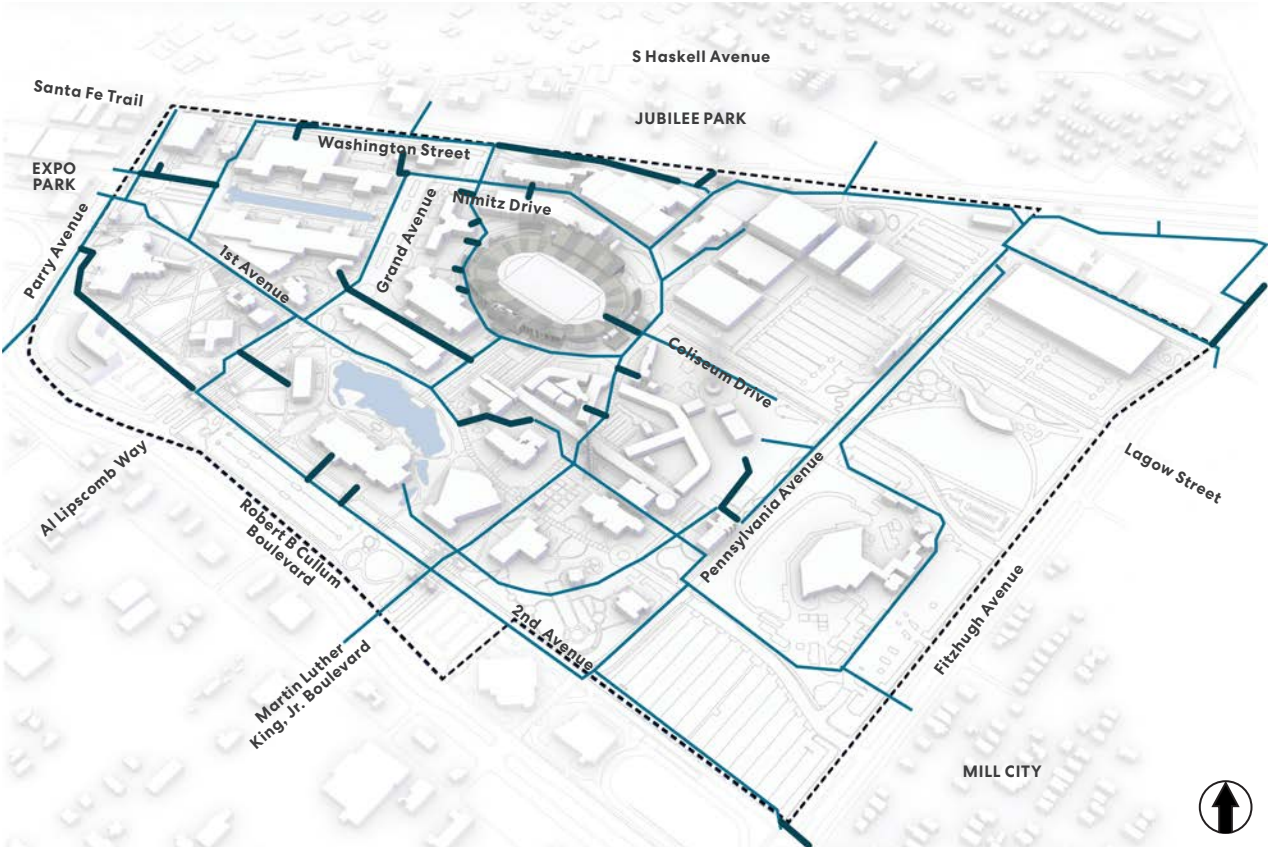 S Haskell Avenue
Santa Fe Trail
JUBILEE PARK
Washington Street
EXPO
PARK
Nimitz Drive
Grand Avenue
Parry Avenue
1st Avenue
Coliseum Drive
Al Lipscomb Way
Lagow Street
Robert B Cullum
Boulevard
Pennsylvania Avenue
2nd Avenue
Fitzhugh Avenue
Martin Luther
King, Jr. Boulevard
MILL CITY